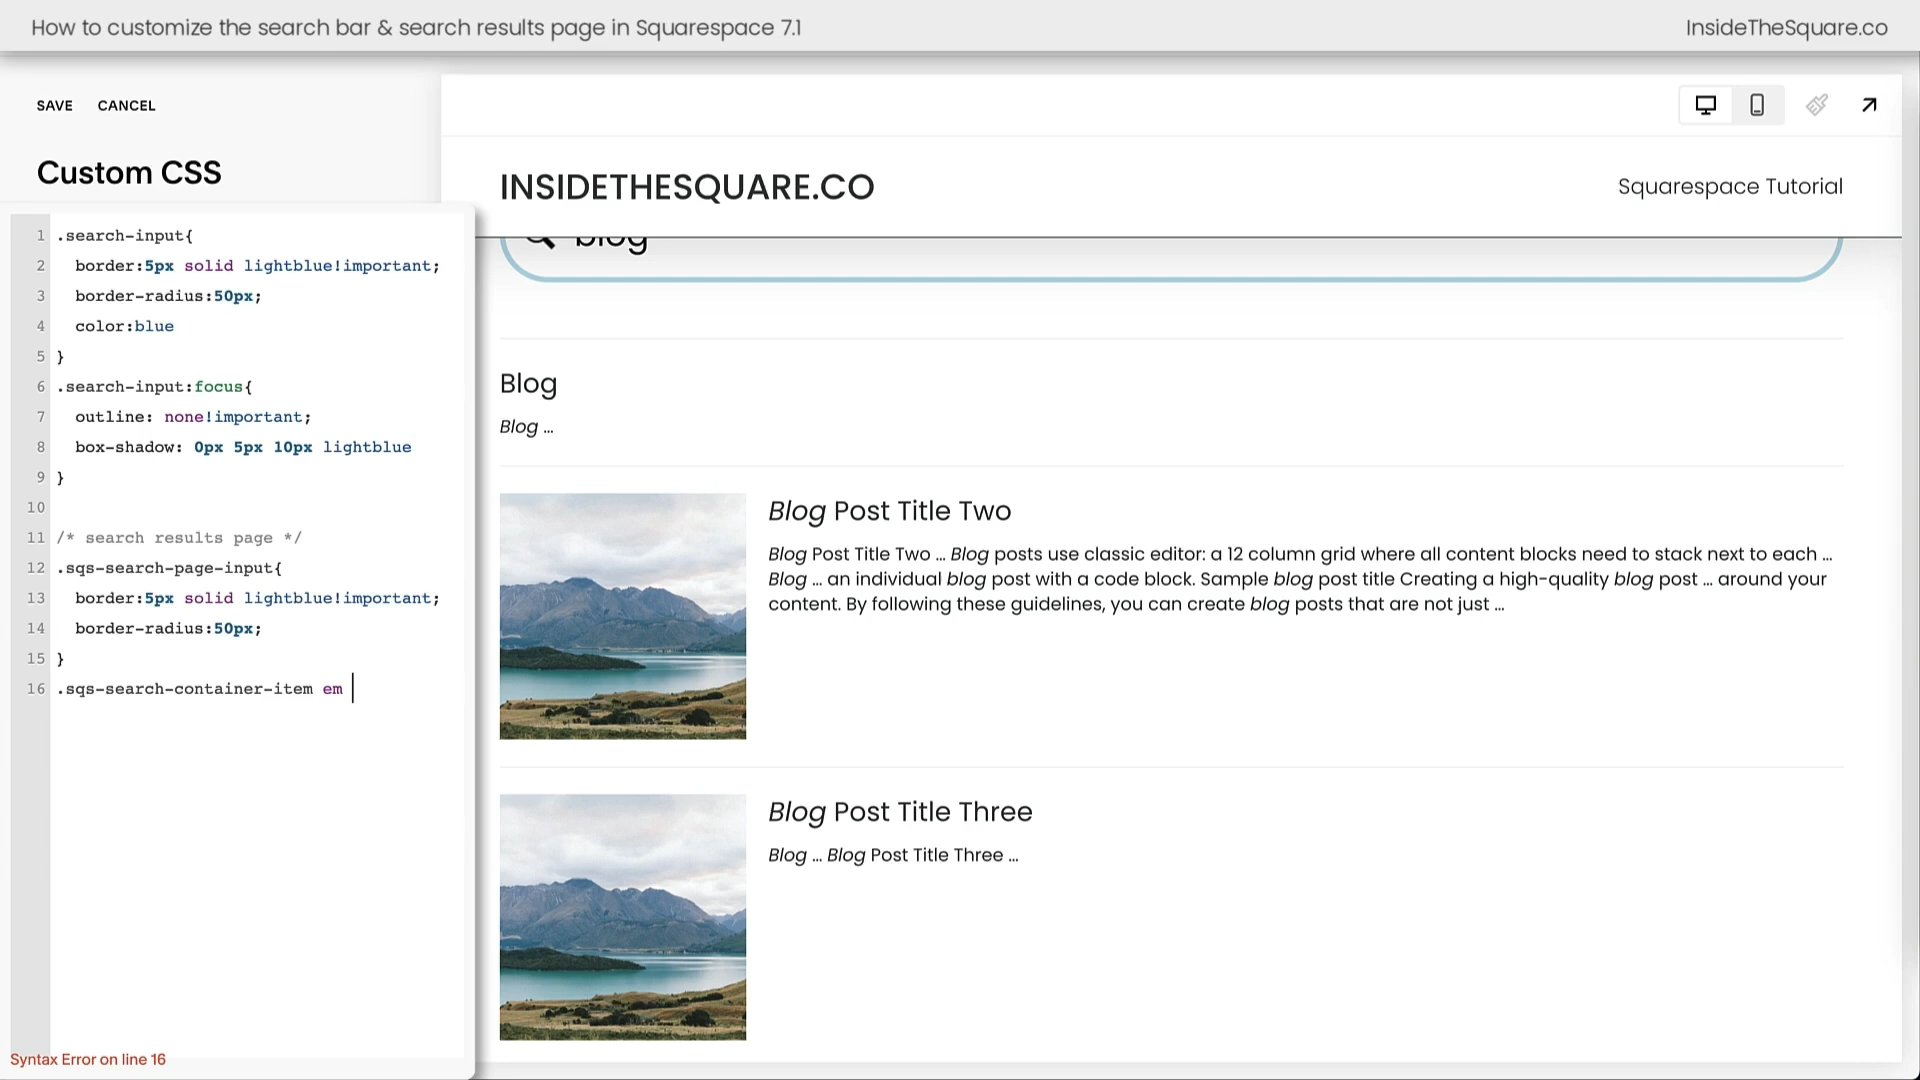 How to customize the search bar & search results page in Squarespace 7.1
InsideTheSquare.co
SAVE CANCEL
Custom CSS
1 .search-input{
2 border:5px solid lightblue!important;
3 border-radius:50px;
4 color:blue
5 }
6 .search-input:focus{
7 outline: none!important;
8 box-shadow: 0px 5px 10px lightblue
9 }
10
11 /* search results page */
12 .sqs-search-page-input{
13 border:5px solid lightblue!important;
14 border-radius:50px;
15 }
16 .sqs-search-container-item em
Syntax Error on line 16
INSIDETHESQUARE.CO
Squarespace Tutorial
blog
Blog
Blog ...
Blog Post Title Two
Blog Post Title Two ... Blog posts use classic editor: a 12 column grid where all content blocks need to stack next to each ...
Blog ... an individual blog post with a code block. Sample blog post title Creating a high-quality blog post ... around your
content. By following these guidelines, you can create blog posts that are not just ...
Blog Post Title Three
Blog ... Blog Post Title Three ...